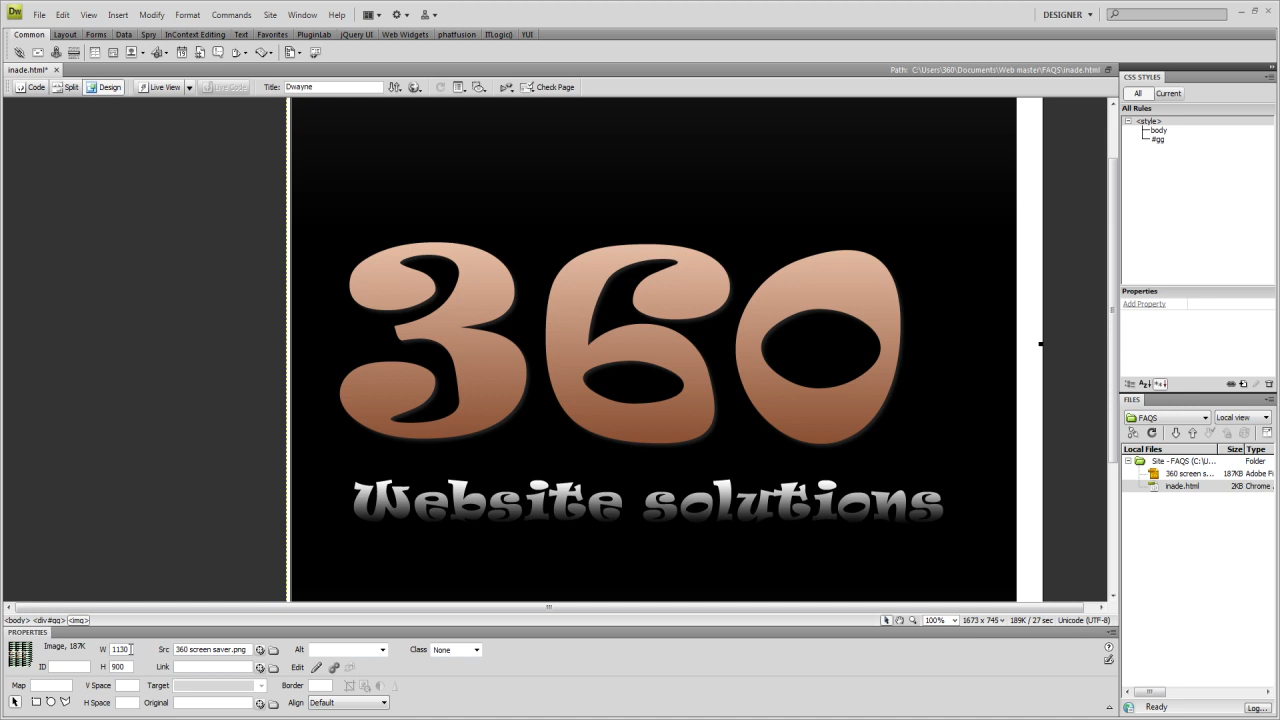 Dw File Edit View Insert Modify Format Commands Site Window Help DESIGNER
Common Layout Forms Data Spry InContext Editing Text Favorites PluginLab jQuery UI Web Widgets phatfusion ITLogic() YUI
inade.html* Path: C:\Users\360\Documents\Web master\FAQS\inade.html
Code Split Design Live View Live Code Title: Dwayne Check Page
CSS STYLES
All Current
All Rules
<style>
body
#gg
360
Website solutions
Properties
Add Property
FILES
FAQS Local view
Local Files Size Type
Site - FAQS (C:\U... Folder
360 screen s... 187KB Adobe Fi
inade.html 2KB Chrome
<body> <div#gg> <img> 100% 1673 x 745 189K / 27 sec Unicode (UTF-8)
PROPERTIES
Image, 187K W 1130 Src 360 screen saver.png Alt Class None
ID H 900 Link Edit
Map V Space Target Border
H Space Original Align Default
Ready Log...